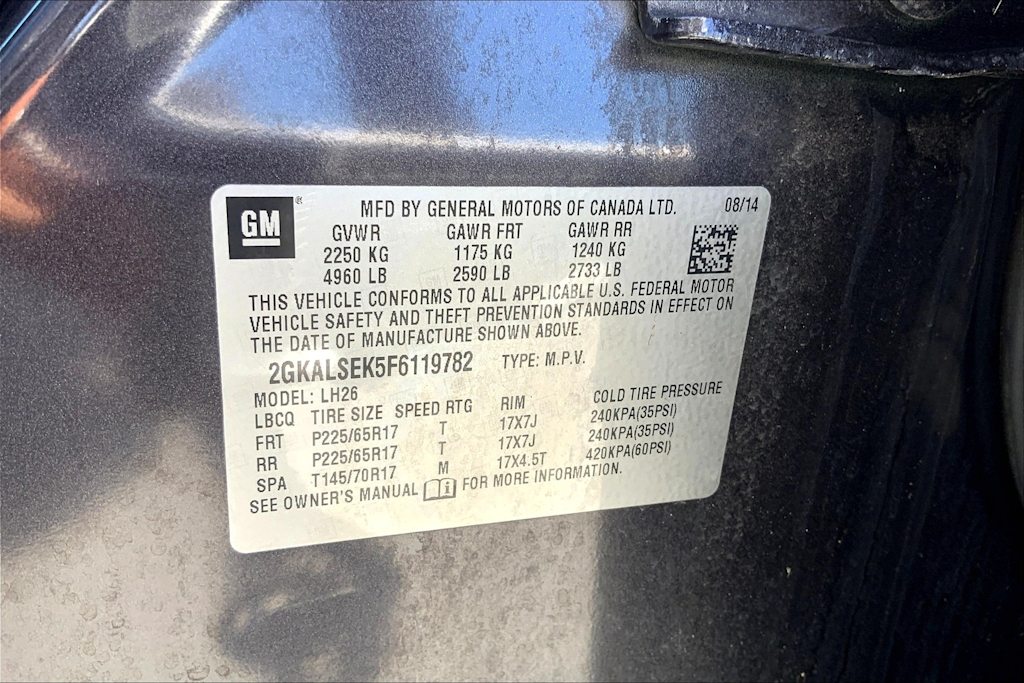 GM ® MFD BY GENERAL MOTORS OF CANADA LTD. 08/14
GVWR GAWR FRT GAWR RR
2250 KG 1175 KG 1240 KG
4960 LB 2590 LB 2733 LB
THIS VEHICLE CONFORMS TO ALL APPLICABLE U.S. FEDERAL MOTOR
VEHICLE SAFETY AND THEFT PREVENTION STANDARDS IN EFFECT ON
THE DATE OF MANUFACTURE SHOWN ABOVE.
2GKALSEK5F6119782 TYPE: M.P.V.
MODEL: LH26
LBCQ TIRE SIZE SPEED RTG RIM COLD TIRE PRESSURE
FRT P225/65R17 T 17X7J 240KPA(35PSI)
RR P225/65R17 T 17X7J 240KPA(35PSI)
SPA T145/70R17 M 17X4.5T 420KPA(60PSI)
SEE OWNER'S MANUAL FOR MORE INFORMATION.